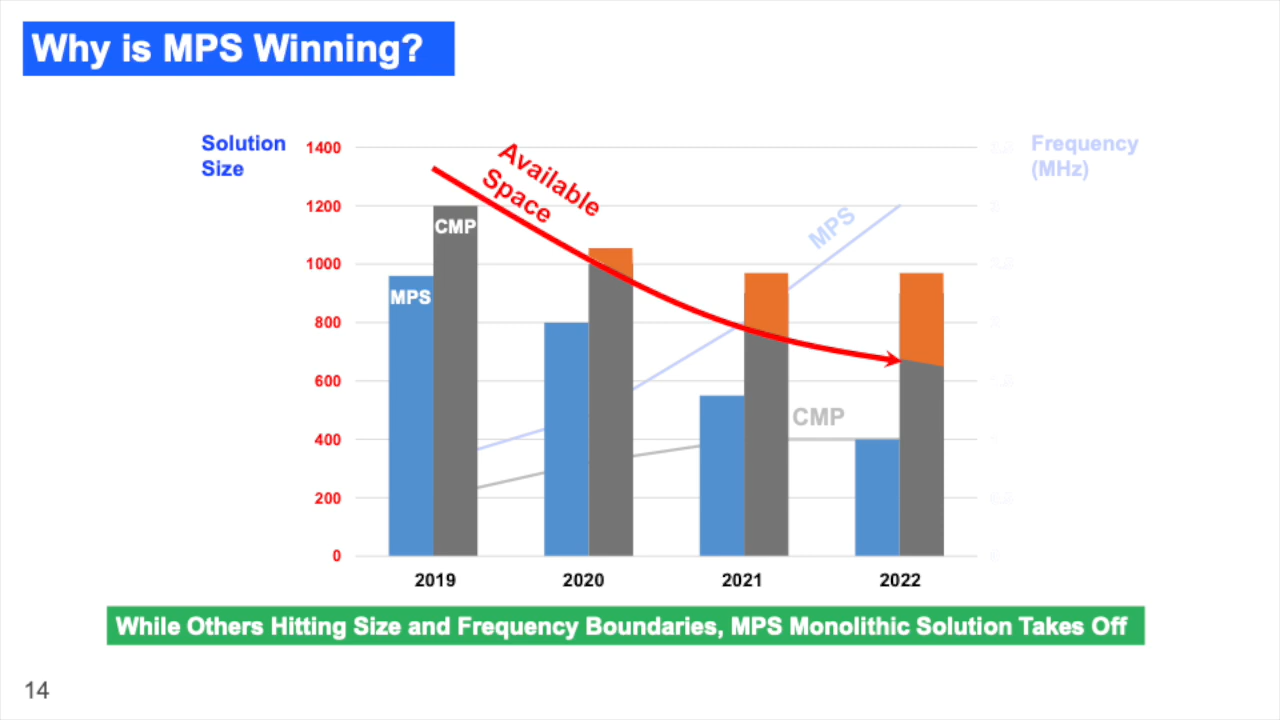 Why is MPS Winning?
Solution
Size
1400
1200
1000
800
600
400
200
0
Available
Space
CMP
MPS
MPS
CMP
Frequency
(MHz)
2019
2020
2021
2022
While Others Hitting Size and Frequency Boundaries, MPS Monolithic Solution Takes Off
14